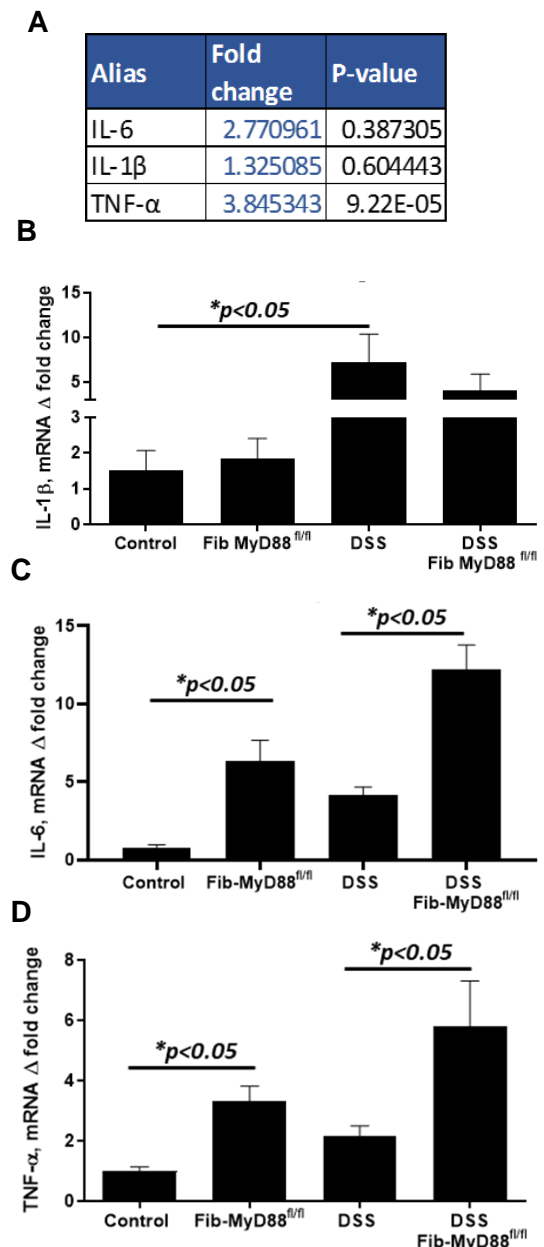 A
Alias Fold change P-value
IL-6 2.770961 0.387305
IL-1β 1.325085 0.604443
TNF-α 3.845343 9.22E-05
B
IL-1β, mRNA Δ fold change
15
10
5
3
2
1
0
*p<0.05
Control Fib MyD88 fl/fl DSS DSS Fib MyD88 fl/fl
C
IL-6, mRNA Δ fold change
15
10
5
0
*p<0.05
*p<0.05
Control Fib-MyD88fl/fl DSS DSS Fib-MyD88fl/fl
D
TNF-α, mRNA Δ fold change
8
6
4
2
0
*p<0.05
*p<0.05
Control Fib-MyD88fl/fl DSS DSS Fib-MyD88fl/fl